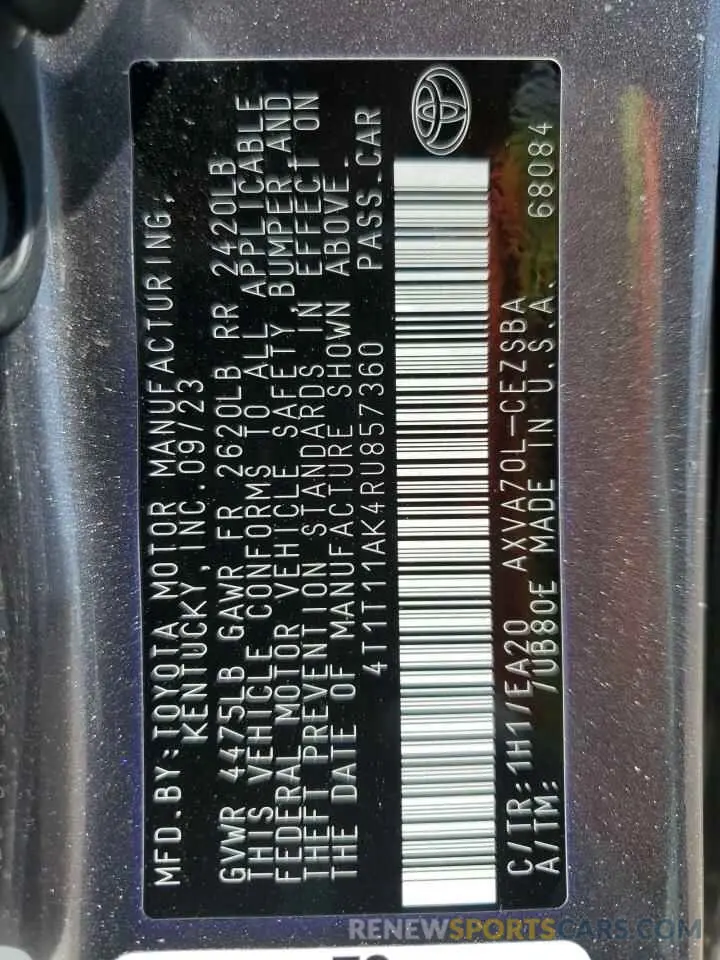 MFD.BY:TOYOTA MOTOR MANUFACTURING,
KENTUCKY,INC.09/23
GVWR 4475LB GAWR FR 2620LB RR 2420LB
THIS VEHICLE CONFORMS TO ALL APPLICABLE
FEDERAL MOTOR VEHICLE SAFETY, BUMPER,AND
THEFT PREVENTION STANDARDS IN EFFECT ON
THE DATE OF MANUFACTURE SHOWN ABOVE.
4T1T11AK4RU857360 PASS.CAR
C/TR:1H1/EA20 AXVA70L-CEZSBA
A/TM: /UB80E MADE IN U.S.A. 68084
RENEWSPORTSCARS.COM